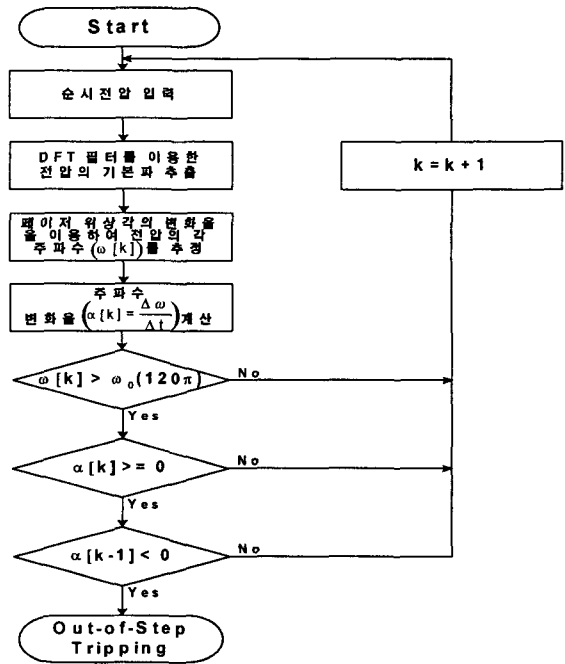 Start
순시전압 입력
DFT 필터를 이용한
전압의 기본파 추출
페이저 위상각의 변화율
을 이용하여 전압의 각
주파수(ω[k])를 추정
주파수
변화율(α[k]=Δω/Δt)계산
k=k+1
ω[k]>ω₀(120π)
No
Yes
α[k]>=0
No
Yes
α[k-1]<0
No
Yes
Out-of-Step
Tripping